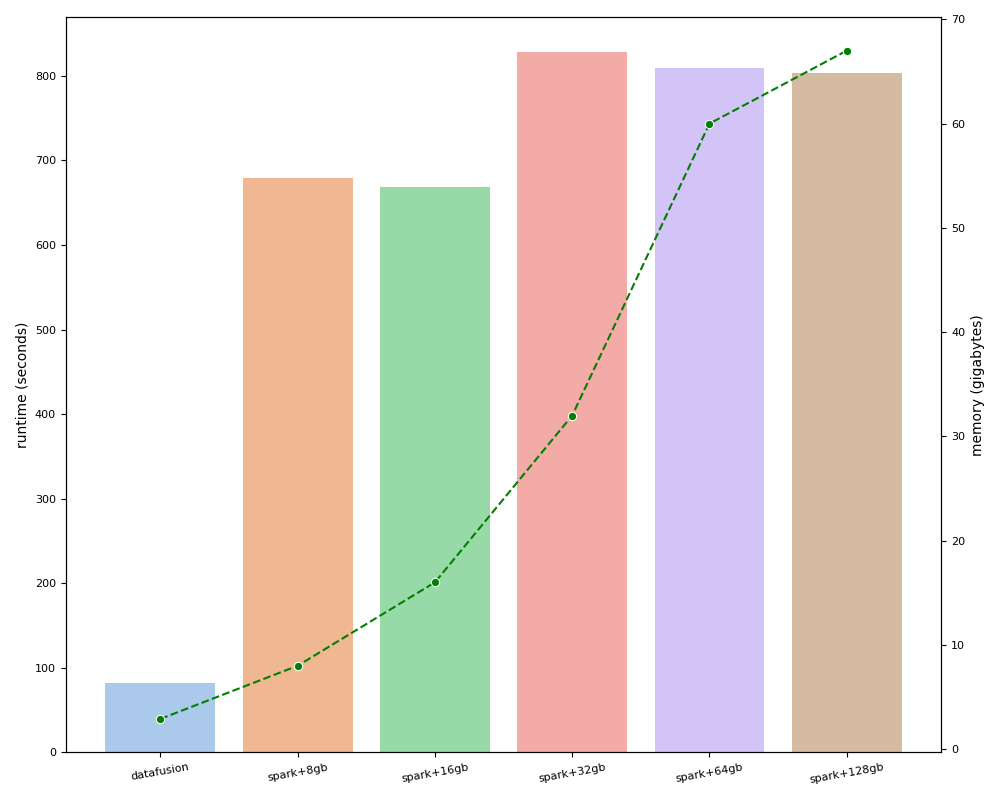 runtime (seconds)
800
700
600
500
400
300
200
100
0
70
60
50
40
30
20
10
0
memory (gigabytes)
datafusion
spark+8gb
spark+16gb
spark+32gb
spark+64gb
spark+128gb